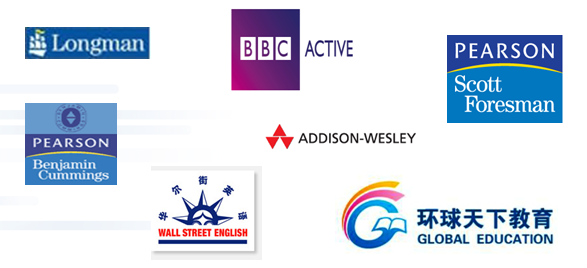 Longman
BBC ACTIVE
PEARSON
Scott
Foresman
PEARSON
Benjamin
Cummings
ADDISON-WESLEY
华尔街英语
WALL STREET ENGLISH
环球天下教育
GLOBAL EDUCATION